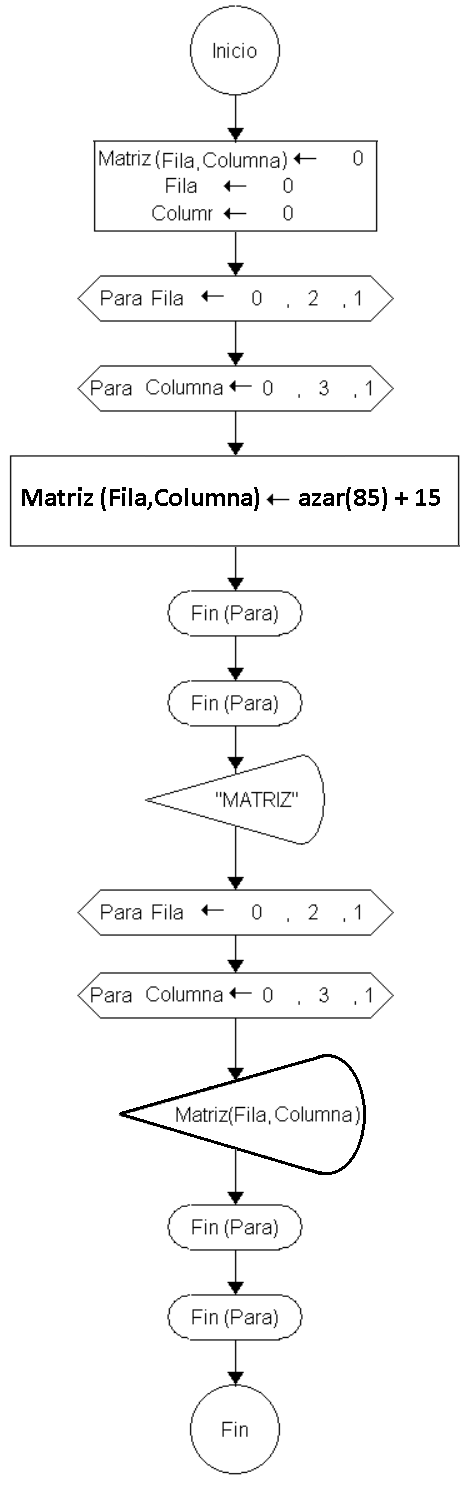 Inicio
Matriz (Fila,Columna) ← 0
Fila ← 0
Columr ← 0
Para Fila ← 0 , 2 , 1
Para Columna ← 0 , 3 , 1
Matriz (Fila,Columna) ← azar(85) + 15
Fin (Para)
Fin (Para)
"MATRIZ"
Para Fila ← 0 , 2 , 1
Para Columna ← 0 , 3 , 1
Matriz(Fila,Columna)
Fin (Para)
Fin (Para)
Fin